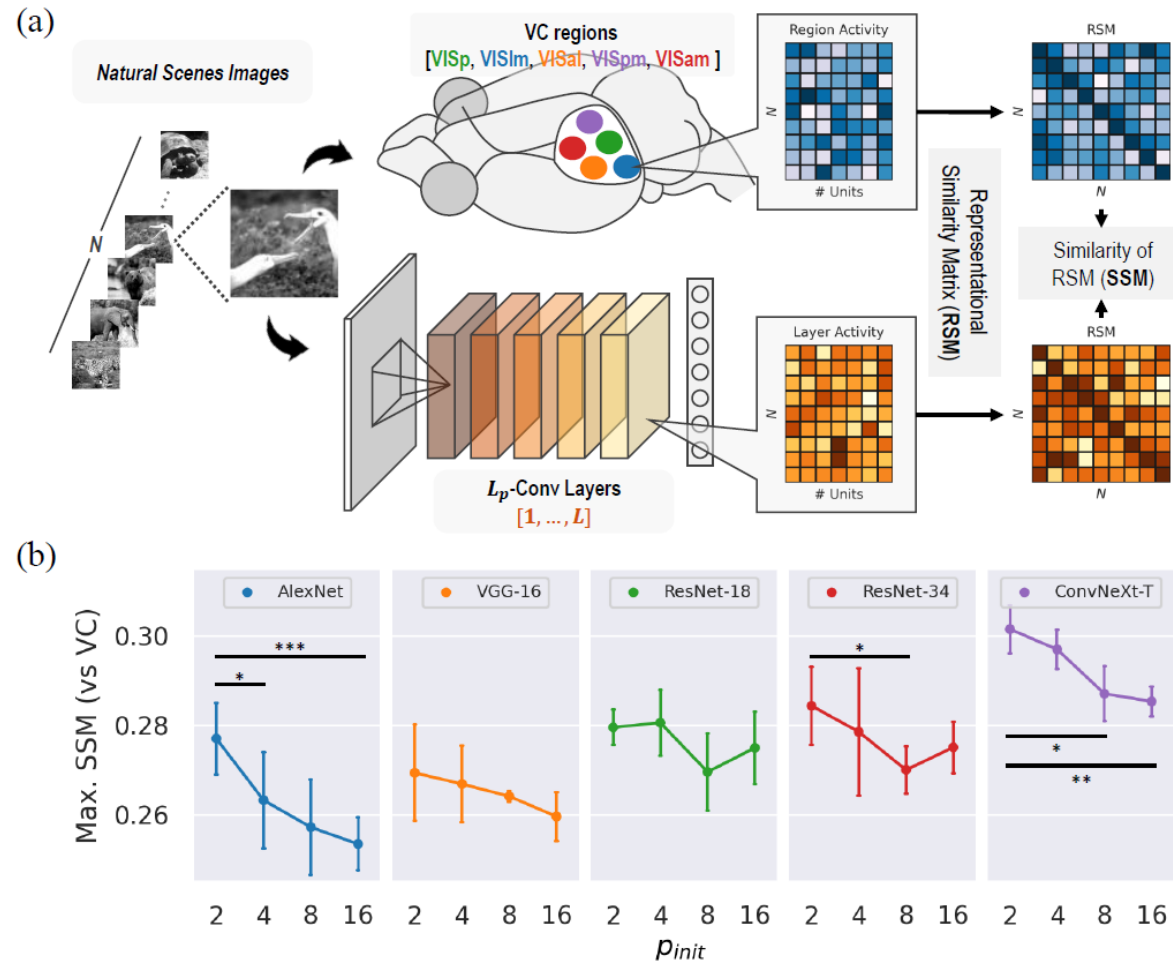 (a)
Natural Scenes Images
N
VC regions
[VISp, VISlm, VISal, VISpm, VISam ]
Region Activity
N
# Units
RSM
N
N
Representational
Similarity Matrix (RSM)
Similarity of
RSM (SSM)
Lp-Conv Layers
[1, ..., L]
Layer Activity
N
# Units
RSM
N
N
(b)
Max. SSM (vs VC)
0.30
0.28
0.26
AlexNet
***
*
2 4 8 16
VGG-16
2 4 8 16
ResNet-18
2 4 8 16
ResNet-34
*
2 4 8 16
ConvNeXt-T
*
**
2 4 8 16
pinit